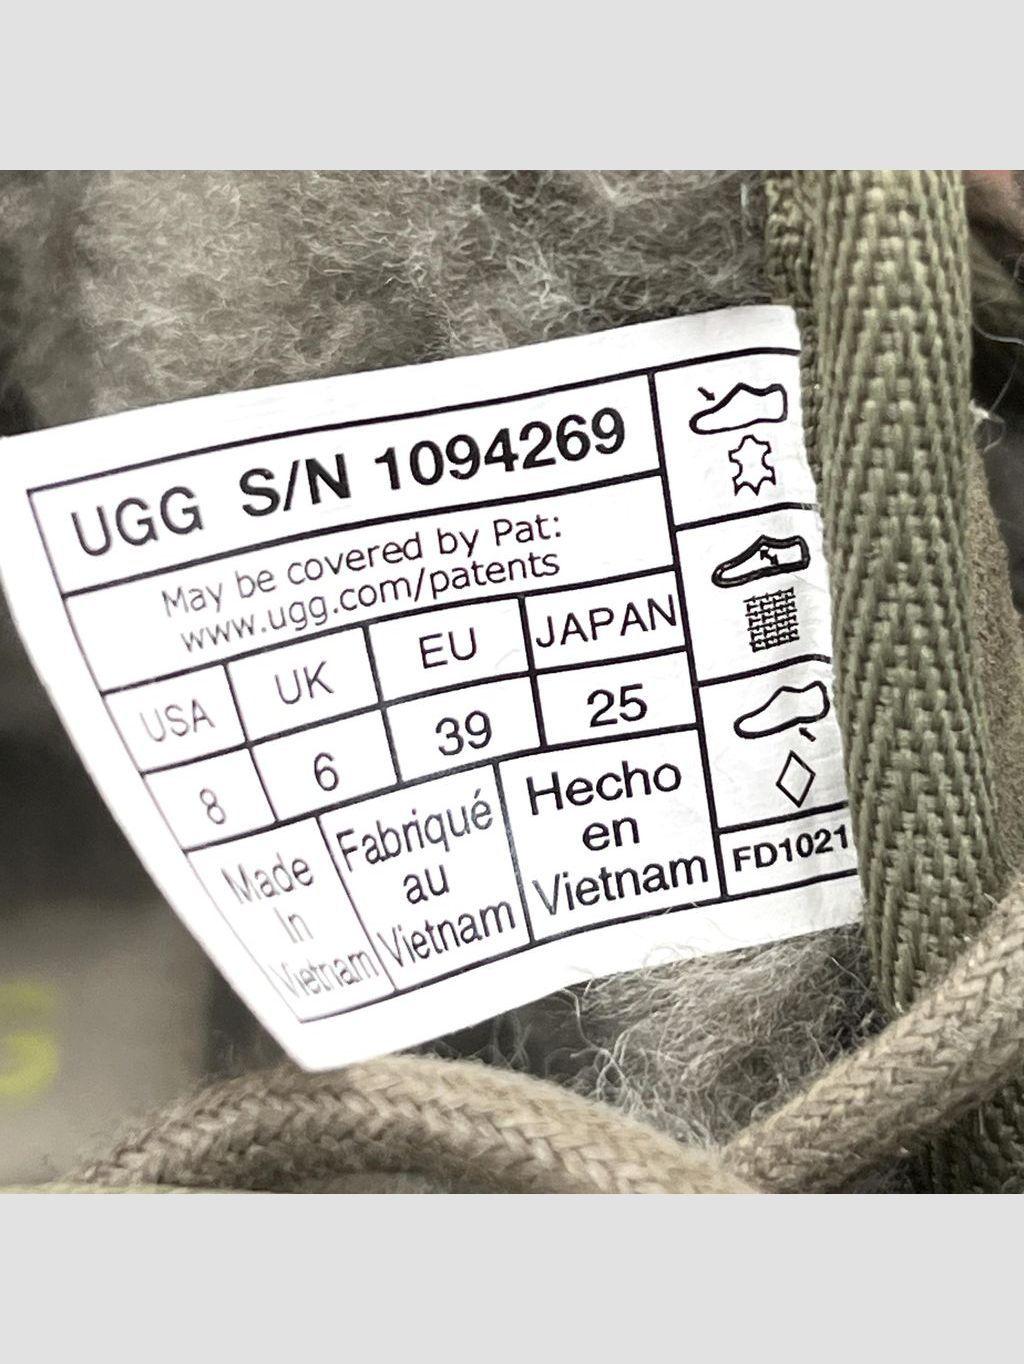 UGG S/N 1094269
May be covered by Pat:
www.ugg.com/patents
USA UK EU JAPAN
8 6 39 25
Made
In
Vietnam
Fabriqué
au
Vietnam
Hecho
en
Vietnam
FD1021
G